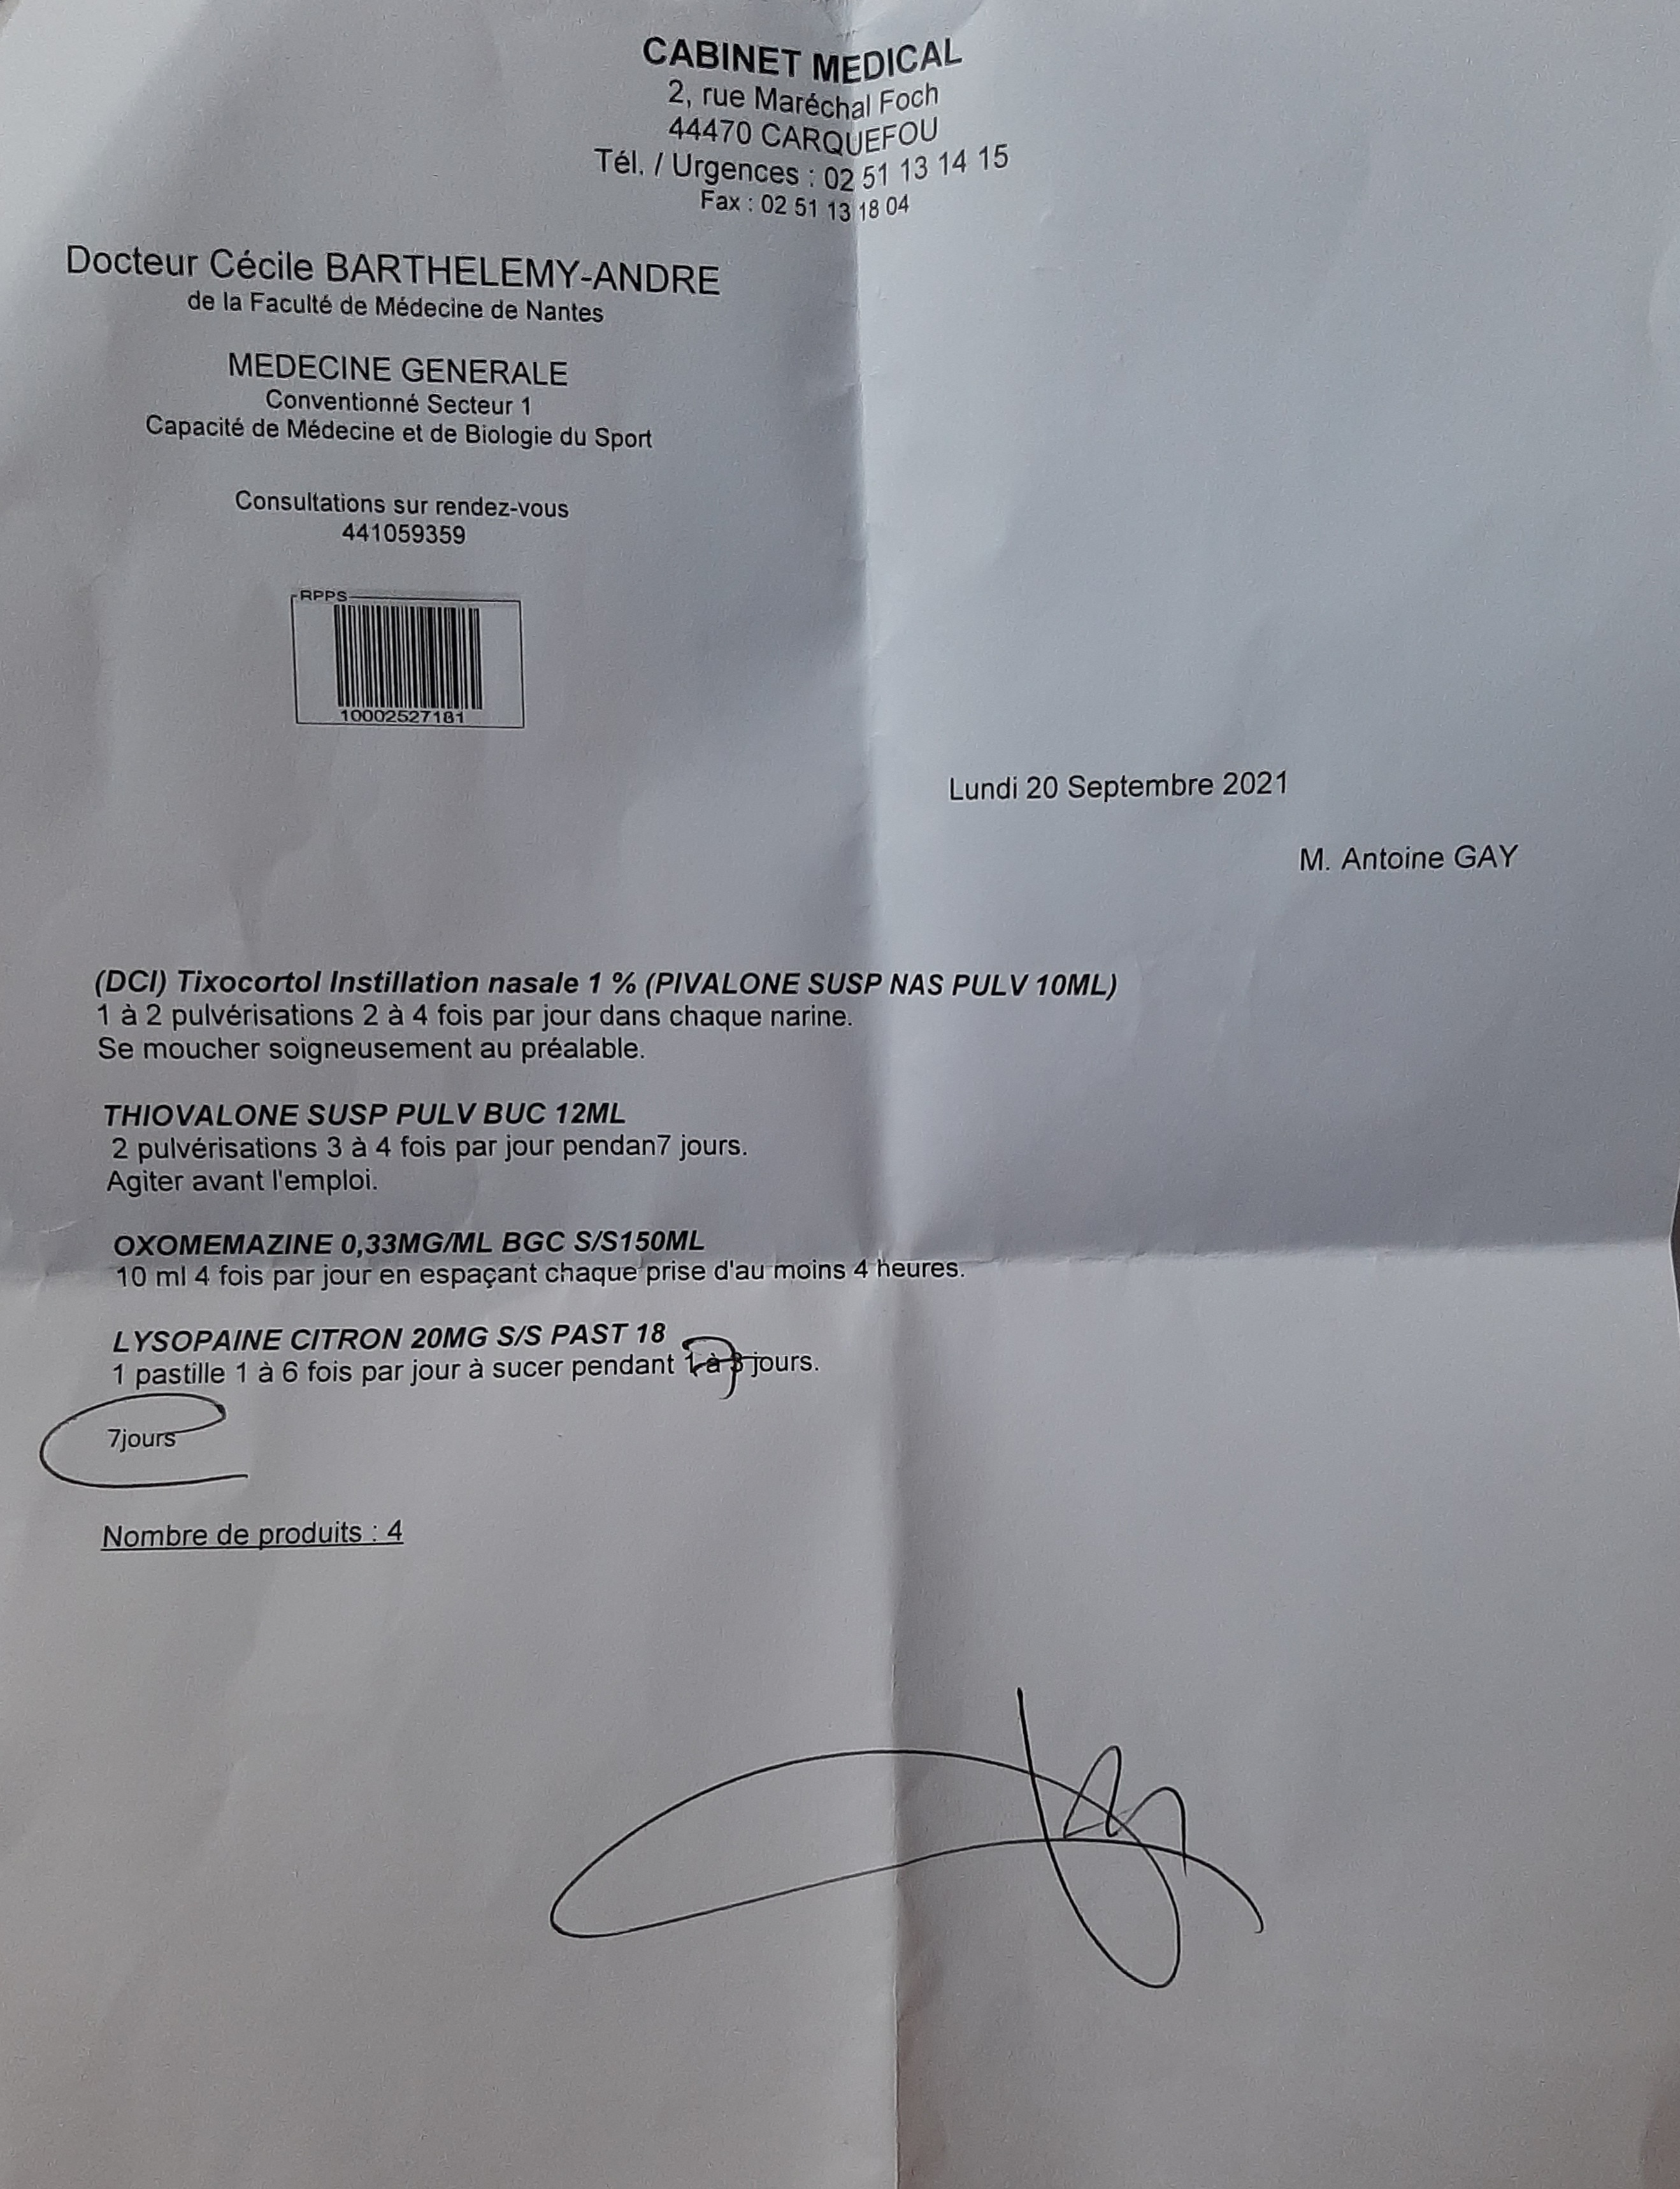 CABINET MEDICAL
2, rue Maréchal Foch
44470 CARQUEFOU
Tél. / Urgences : 02 51 13 14 15
Fax : 02 51 13 18 04
Docteur Cécile BARTHELEMY-ANDRE
de la Faculté de Médecine de Nantes
MEDECINE GENERALE
Conventionné Secteur 1
Capacité de Médecine et de Biologie du Sport
Consultations sur rendez-vous
441059359
RPPS
10002527181
Lundi 20 Septembre 2021
M. Antoine GAY
(DCI) Tixocortol Instillation nasale 1 % (PIVALONE SUSP NAS PULV 10ML)
1 à 2 pulvérisations 2 à 4 fois par jour dans chaque narine.
Se moucher soigneusement au préalable.
THIOVALONE SUSP PULV BUC 12ML
2 pulvérisations 3 à 4 fois par jour pendan7 jours.
Agiter avant l'emploi.
OXOMEMAZINE 0,33MG/ML BGC S/S150ML
10 ml 4 fois par jour en espaçant chaque prise d'au moins 4 heures.
LYSOPAINE CITRON 20MG S/S PAST 18
1 pastille 1 à 6 fois par jour à sucer pendant jours.
7jours
Nombre de produits : 4